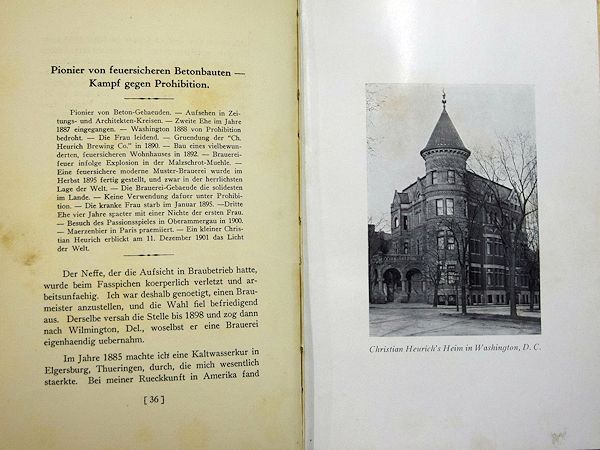 Pionier von feuersicheren Betonbauten —
Kampf gegen Prohibition.
Pionier von Beton-Gebaeuden. — Aufsehen in Zei-
tungs- und Architekten-Kreisen. — Zweite Ehe im Jahre
1887 eingegangen. — Washington 1888 von Prohibition
bedroht. — Die Frau leidend. — Gruendung der "Ch.
Heurich Brewing Co." in 1890. — Bau eines vielbewun-
derten, feuersicheren Wohnhauses in 1892. — Brauerei-
feuer infolge Explosion in der Malzschrot-Muehle. —
Eine feuersichere moderne Muster-Brauerei wurde im
Herbst 1895 fertig gestellt, und zwar in der herrlichsten
Lage der Welt. — Die Brauerei-Gebaeude die solidesten
im Lande. — Keine Verwendung dafuer unter Prohi-
bition. — Die kranke Frau starb im Januar 1895. —Dritte
Ehe vier Jahre spaeter mit einer Nichte der ersten Frau.
— Besuch des Passionsspieles in Oberammergau in 1900.
— Maerzenbier in Paris praemiiert. — Ein kleiner Chris-
tian Heurich erblickt am 11. Dezember 1901 das Licht
der Welt.
Der Neffe, der die Aufsicht in Braubetrieb hatte,
wurde beim Fasspichen koerperlich verletzt und ar-
beitsunfaehig. Ich war deshalb genoetigt, einen Brau-
meister anzustellen, und die Wahl fiel befriedigend
aus. Derselbe versah die Stelle bis 1898 und zog dann
nach Wilmington, Del., woselbst er eine Brauerei
eigenhaendig uebernahm.
Im Jahre 1885 machte ich eine Kaltwasserkur in
Elgersburg, Thueringen, durch, die mich wesentlich
staerkte. Bei meiner Rueckkunft in Amerika fand
[ 36 ]
Christian Heurich's Heim in Washington, D. C.